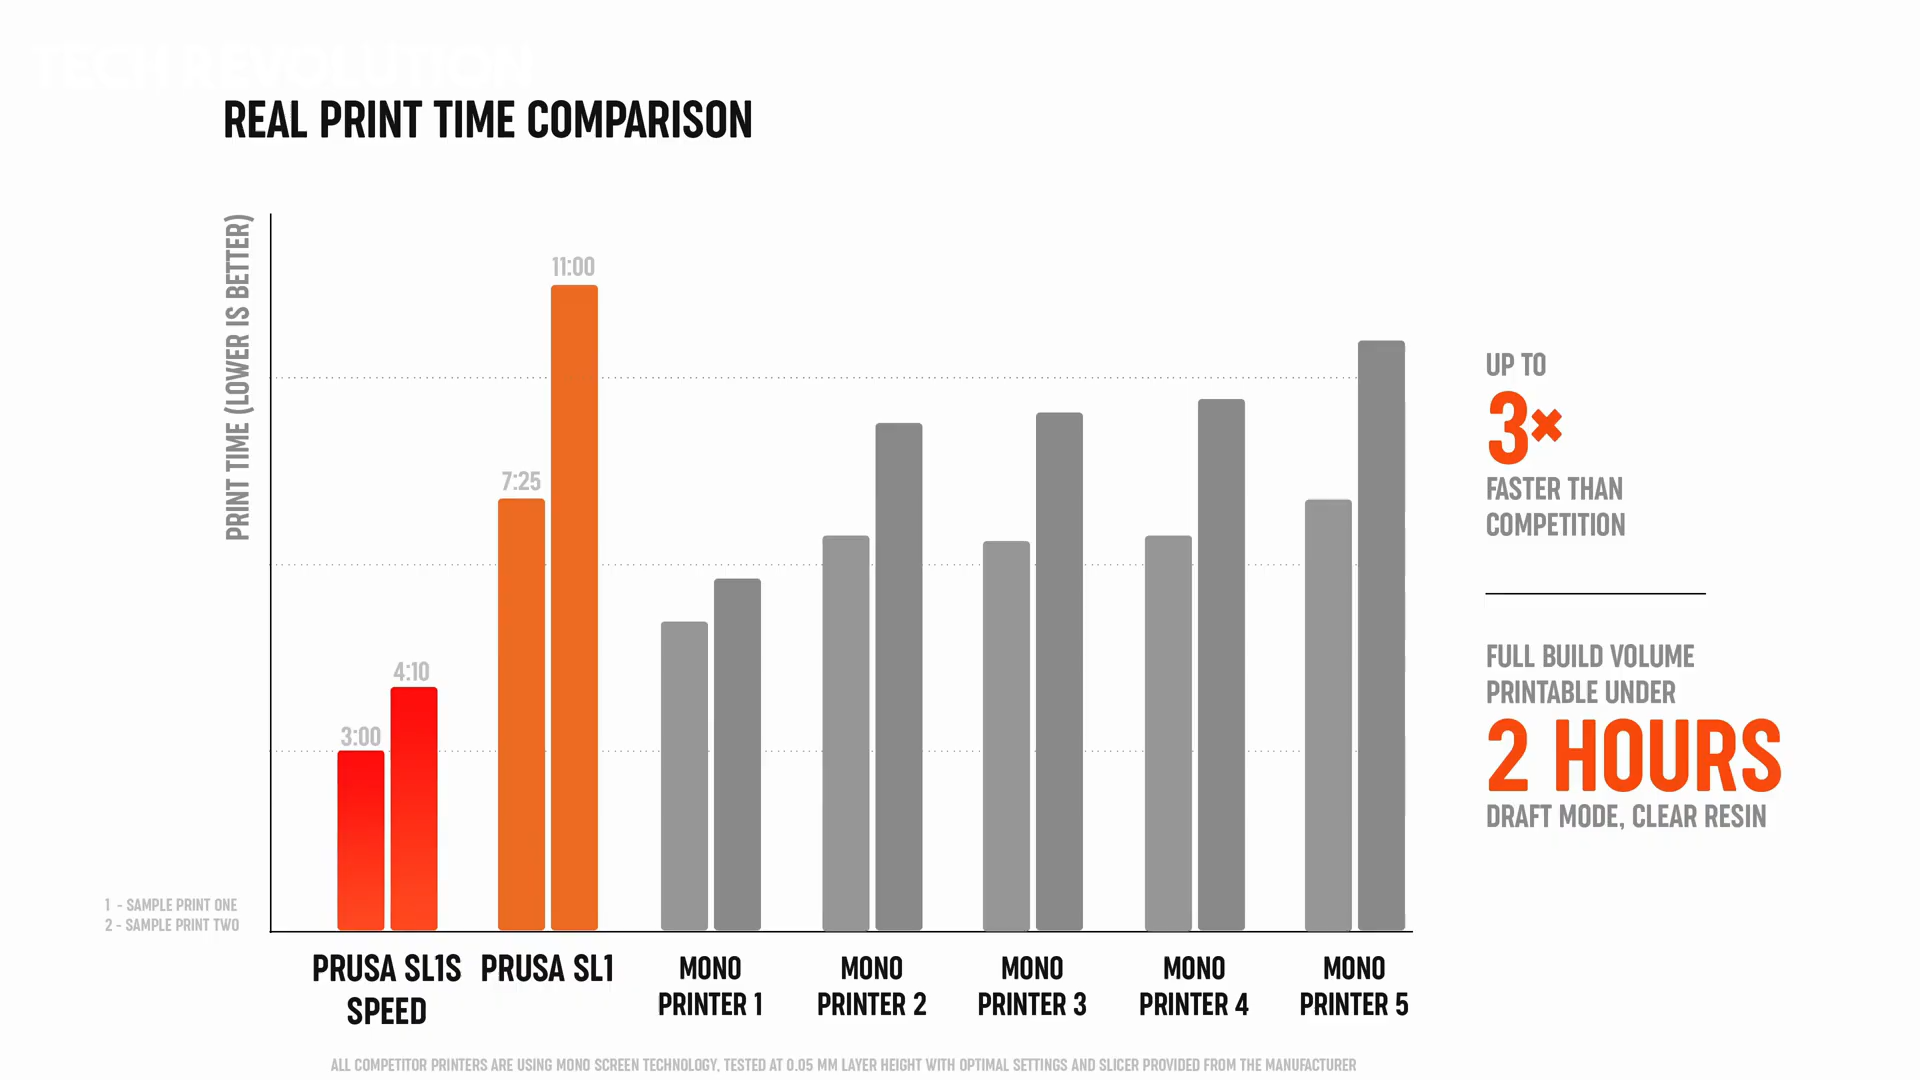 TECH REVOLUTION
REAL PRINT TIME COMPARISON
PRINT TIME (LOWER IS BETTER)
11:00
7:25
4:10
3:00
UP TO
3×
FASTER THAN
COMPETITION
FULL BUILD VOLUME
PRINTABLE UNDER
2 HOURS
DRAFT MODE, CLEAR RESIN
1 - SAMPLE PRINT ONE
2 - SAMPLE PRINT TWO
PRUSA SL1S
SPEED
PRUSA SL1
MONO
PRINTER 1
MONO
PRINTER 2
MONO
PRINTER 3
MONO
PRINTER 4
MONO
PRINTER 5
ALL COMPETITOR PRINTERS ARE USING MONO SCREEN TECHNOLOGY, TESTED AT 0.05 MM LAYER HEIGHT WITH OPTIMAL SETTINGS AND SLICER PROVIDED FROM THE MANUFACTURER